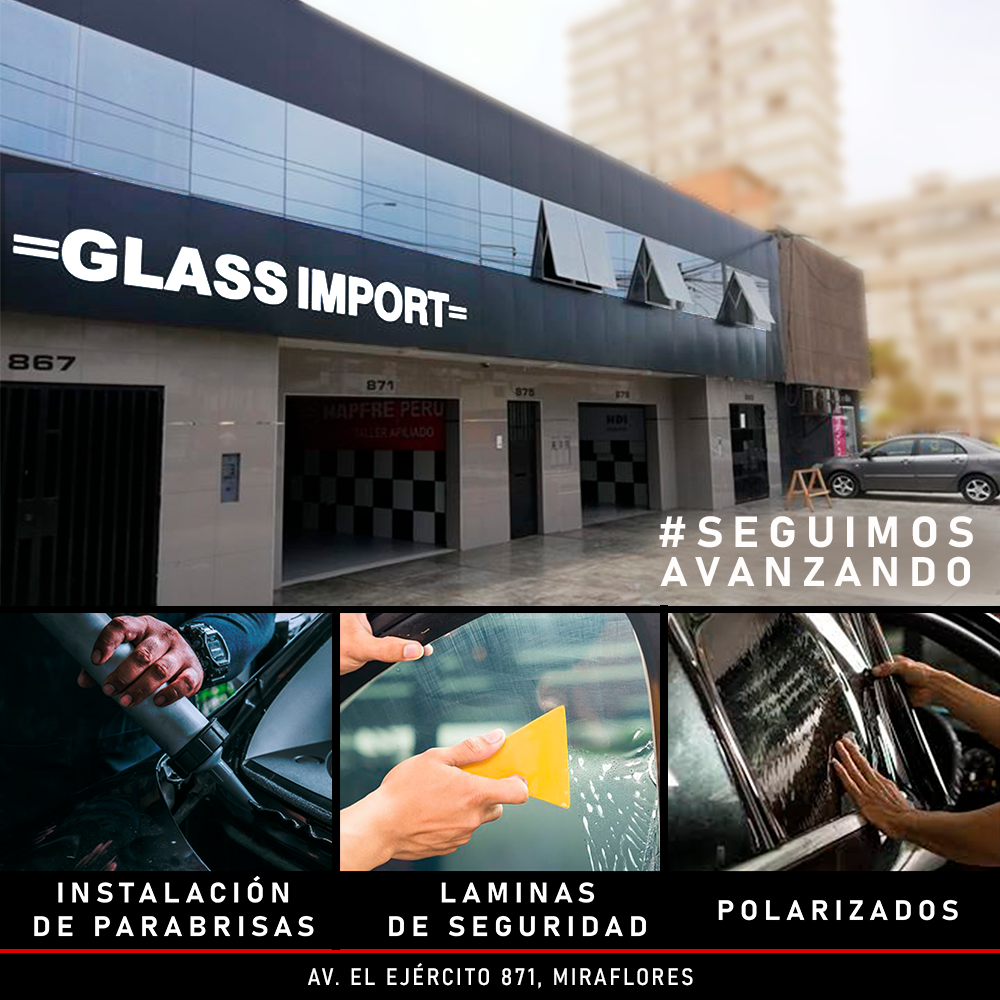 =GLASS IMPORT=
867
871
875
879
MAPFRE PERU
TALLER AFILIADO
HDI
#SEGUIMOS
AVANZANDO
INSTALACIÓN
DE PARABRISAS
LAMINAS
DE SEGURIDAD
POLARIZADOS
AV. EL EJÉRCITO 871, MIRAFLORES